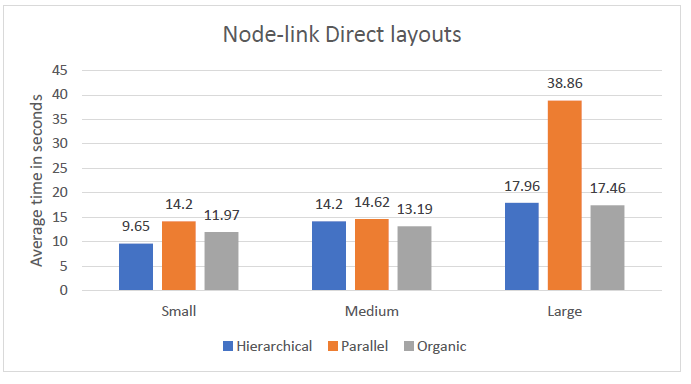 Node-link Direct layouts
Average time in seconds
45
40
35
30
25
20
15
10
5
0
9.65
14.2
11.97
14.2
14.62
13.19
17.96
38.86
17.46
Small
Medium
Large
Hierarchical
Parallel
Organic